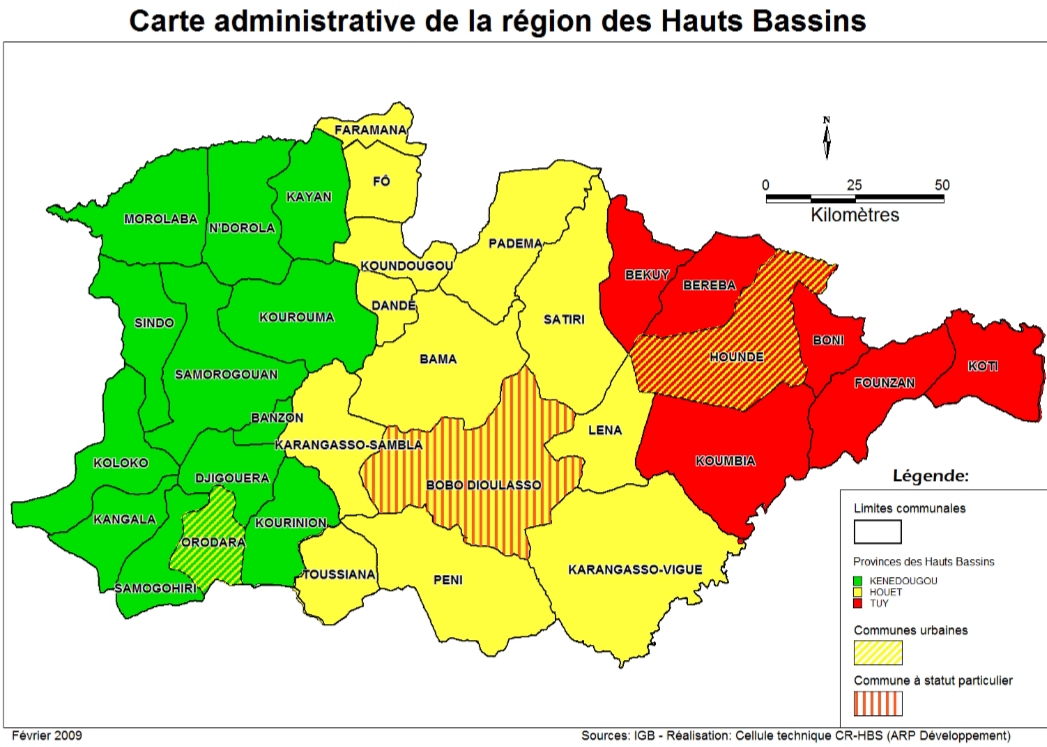 Carte administrative de la région des Hauts Bassins
FARAMANA
FÔ
KAYAN
MOROLABA
N'DOROLA
PADEMA
KOUNDOUGOU
BEKUY
BEREBA
DANDÉ
KOUROUMA
SINDO
SATIRI
BONI
HOUNDE
BAMA
KOTI
SAMOROGOUAN
FOUNZAN
BANZON
KARANGASSO-SAMBLA
LENA
KOLOKO
KOUMBIA
DJIGOUERA
BOBO DIOULASSO
KANGALA
KOURINION
ORODARA
TOUSSIANA
PENI
KARANGASSO-VIGUE
SAMOGOHIRI
N
0 25 50
Kilomètres
Légende:
Limites communales
Provinces des Hauts Bassins
KENEDOUGOU
HOUET
TUY
Communes urbaines
Commune à statut particulier
Février 2009
Sources: IGB - Réalisation: Cellule technique CR-HBS (ARP Développement)